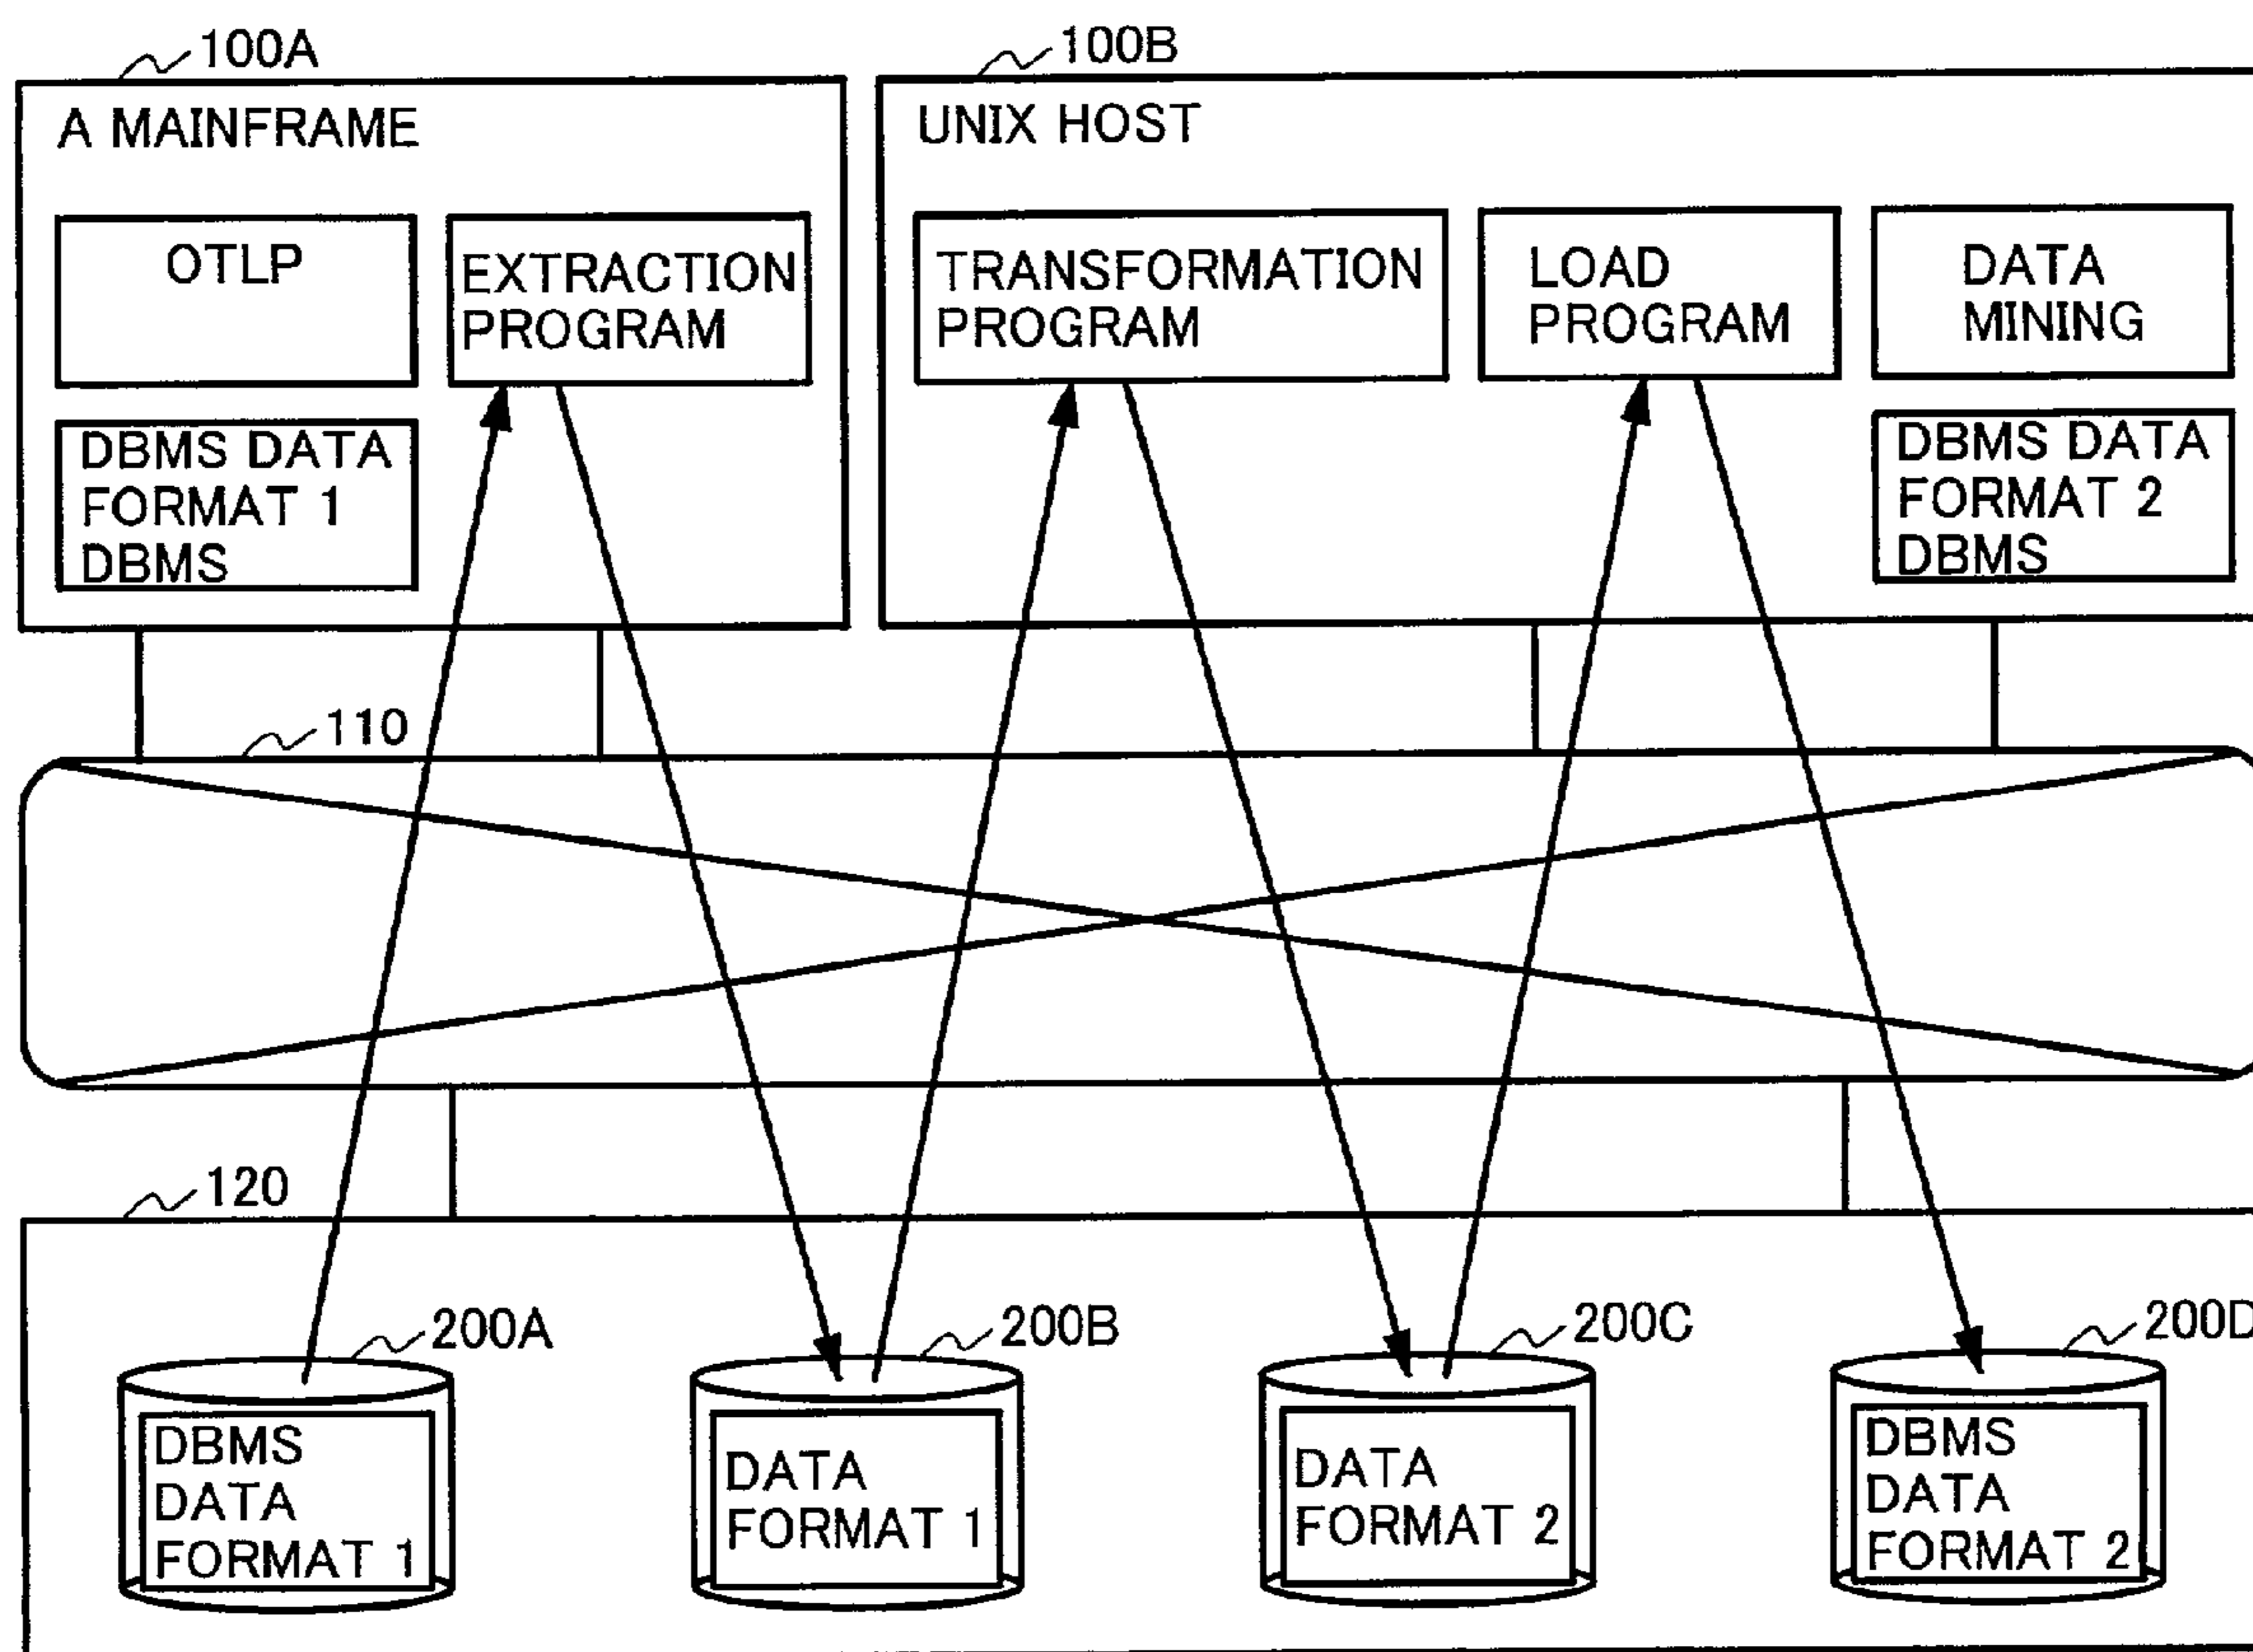 100A
A MAINFRAME
OTLP
EXTRACTION
PROGRAM
DBMS DATA
FORMAT 1
DBMS
100B
UNIX HOST
TRANSFORMATION
PROGRAM
LOAD
PROGRAM
DATA
MINING
DBMS DATA
FORMAT 2
DBMS
110
120
200A
DBMS
DATA
FORMAT 1
200B
DATA
FORMAT 1
200C
DATA
FORMAT 2
200D
DBMS
DATA
FORMAT 2